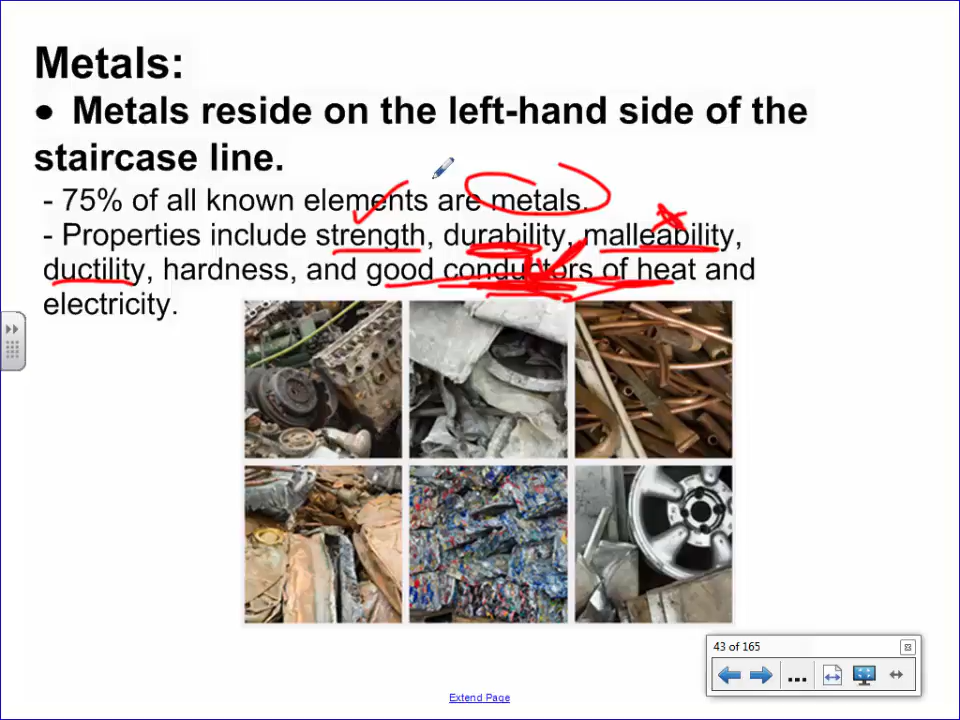 Metals:
• Metals reside on the left-hand side of the
staircase line.
- 75% of all known elements are metals.
- Properties include strength, durability, malleability,
ductility, hardness, and good conductors of heat and
electricity.
43 of 165
...
Extend Page